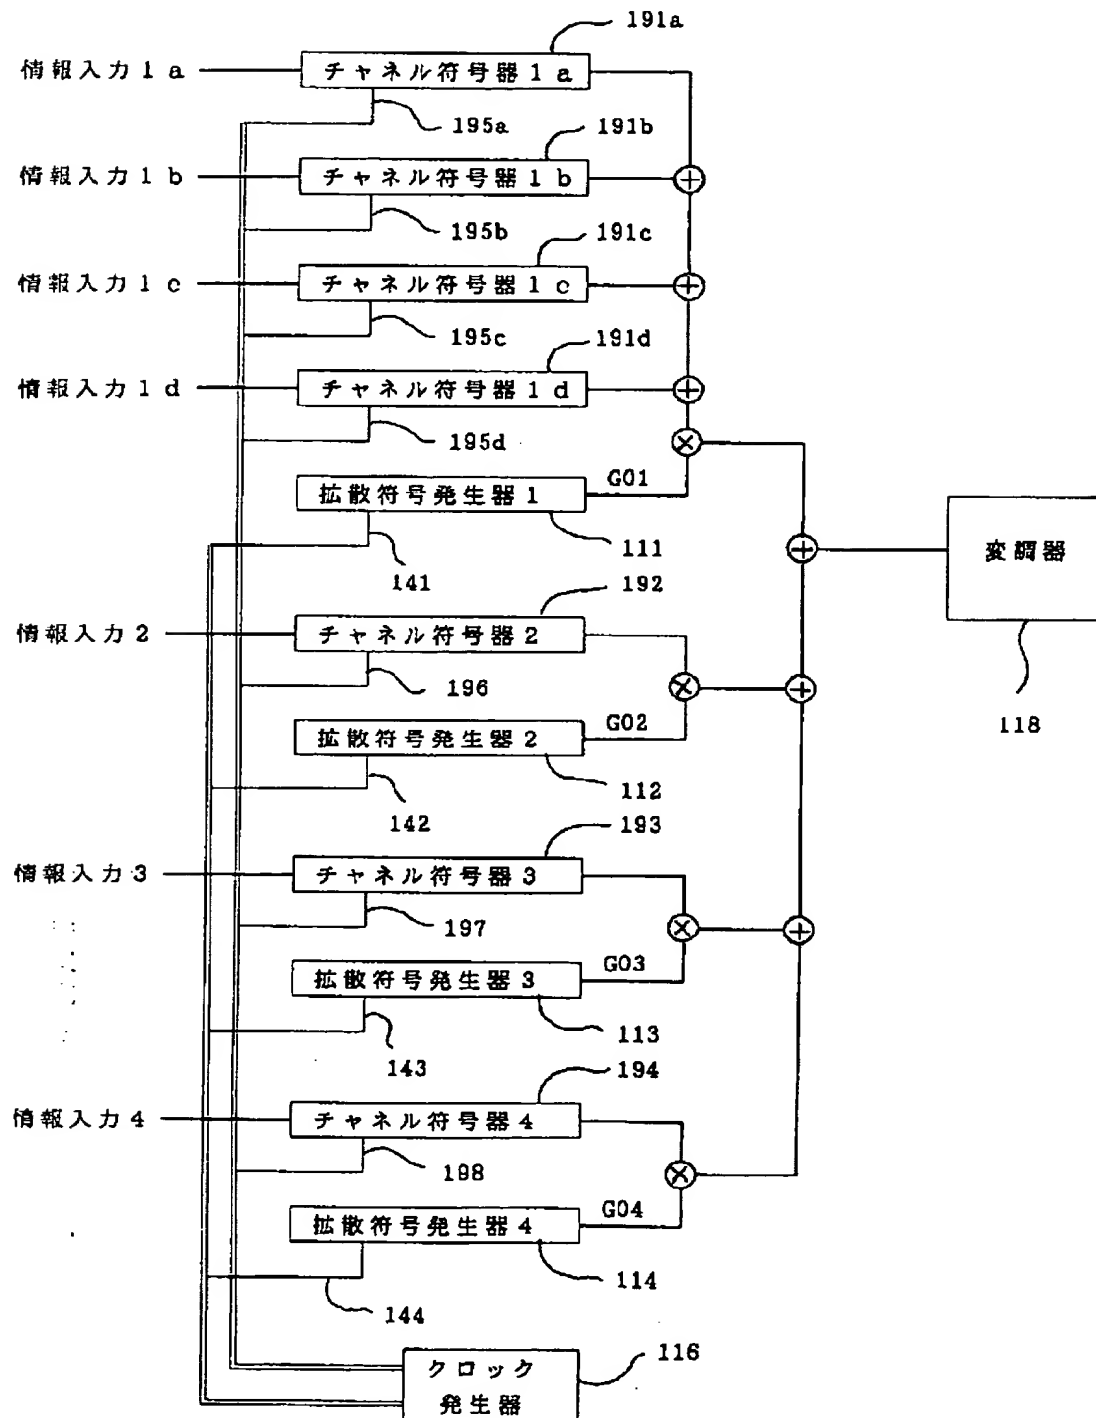 191a
情報入力1a
チャネル符号器1a
195a
191b
情報入力1b
チャネル符号器1b
195b
191c
情報入力1c
チャネル符号器1c
195c
191d
情報入力1d
チャネル符号器1d
195d
拡散符号発生器1
G01
111
141
変調器
118
192
情報入力2
チャネル符号器2
196
拡散符号発生器2
G02
112
142
193
情報入力3
チャネル符号器3
197
拡散符号発生器3
G03
113
143
194
情報入力4
チャネル符号器4
198
拡散符号発生器4
G04
114
144
116
クロック
発生器